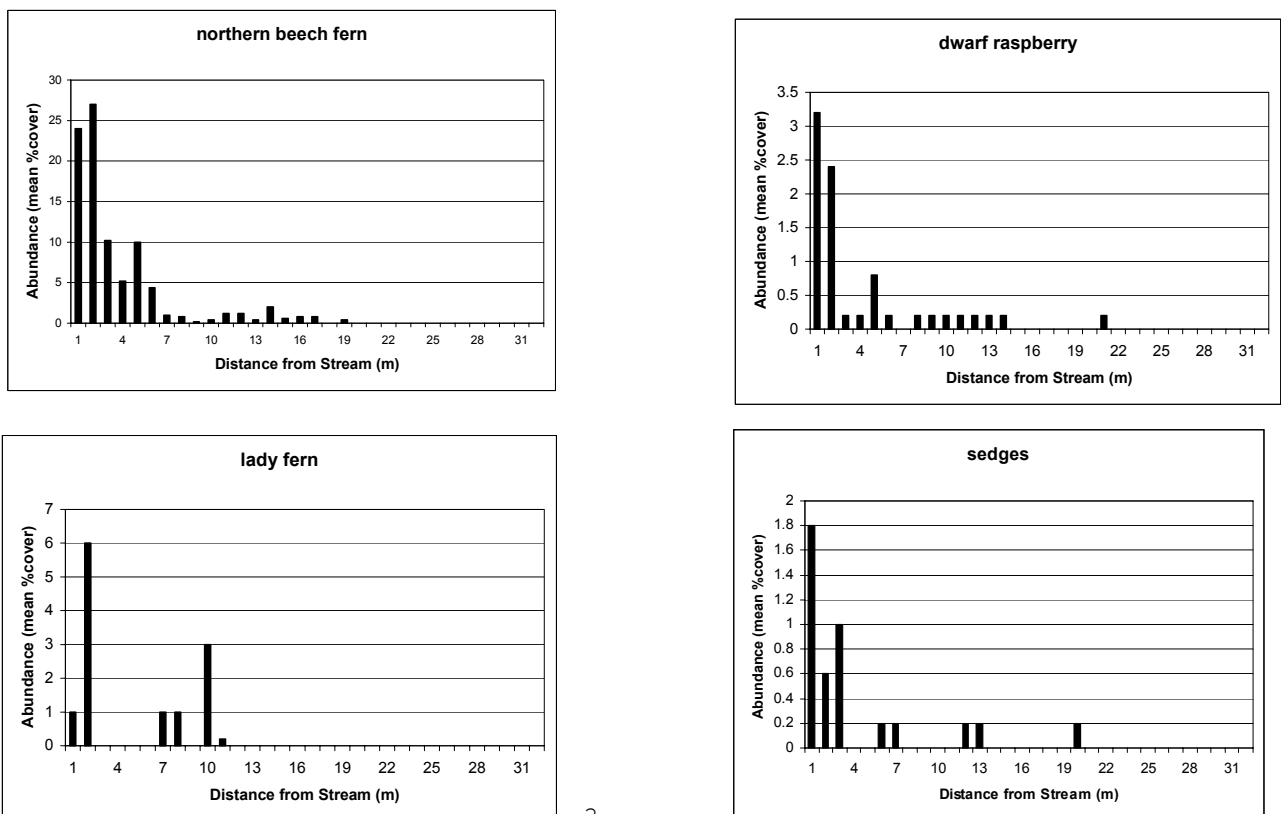 northern beech fern
30
25
20
15
10
5
0
Abundance (mean %cover)
1 4 7 10 13 16 19 22 25 28 31
Distance from Stream (m)
dwarf raspberry
3.5
3
2.5
2
1.5
1
0.5
0
Abundance (mean %cover)
1 4 7 10 13 16 19 22 25 28 31
Distance from Stream (m)
lady fern
7
6
5
4
3
2
1
0
Abundance (mean %cover)
1 4 7 10 13 16 19 22 25 28 31
Distance from Stream (m)
sedges
2
1.8
1.6
1.4
1.2
1
0.8
0.6
0.4
0.2
0
Abundance (mean %cover)
1 4 7 10 13 16 19 22 25 28 31
Distance from Stream (m)